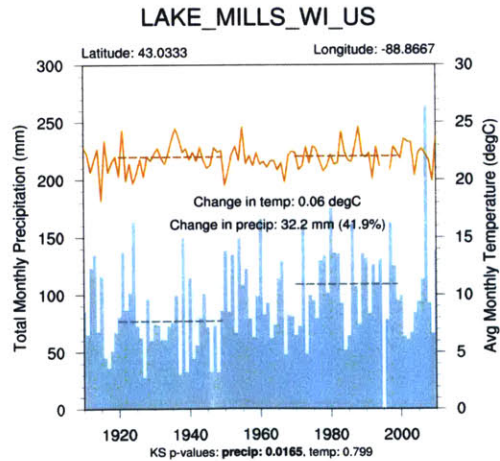 LAKE_MILLS_WI_US
Latitude: 43.0333 Longitude: -88.8667
300 30
250 25
200 20
150 15
100 10
50 5
0 0
Total Monthly Precipitation (mm)
Avg Monthly Temperature (degC)
Change in temp: 0.06 degC
Change in precip: 32.2 mm (41.9%)
1920 1940 1960 1980 2000
KS p-values: precip: 0.0165, temp: 0.799